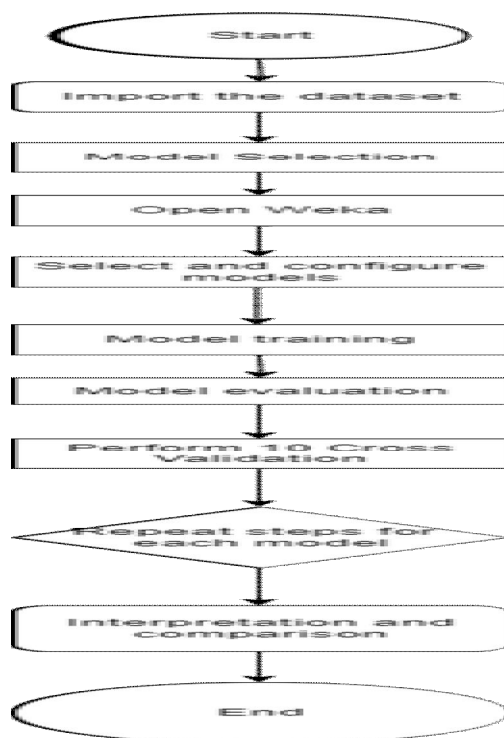 Start
Import the dataset
Model Selection
Open Weka
Select and configure
models
Model training
Model evaluation
Perform 10 Cross
Validation
Repeat steps for
each model
Interpretation and
comparison
End